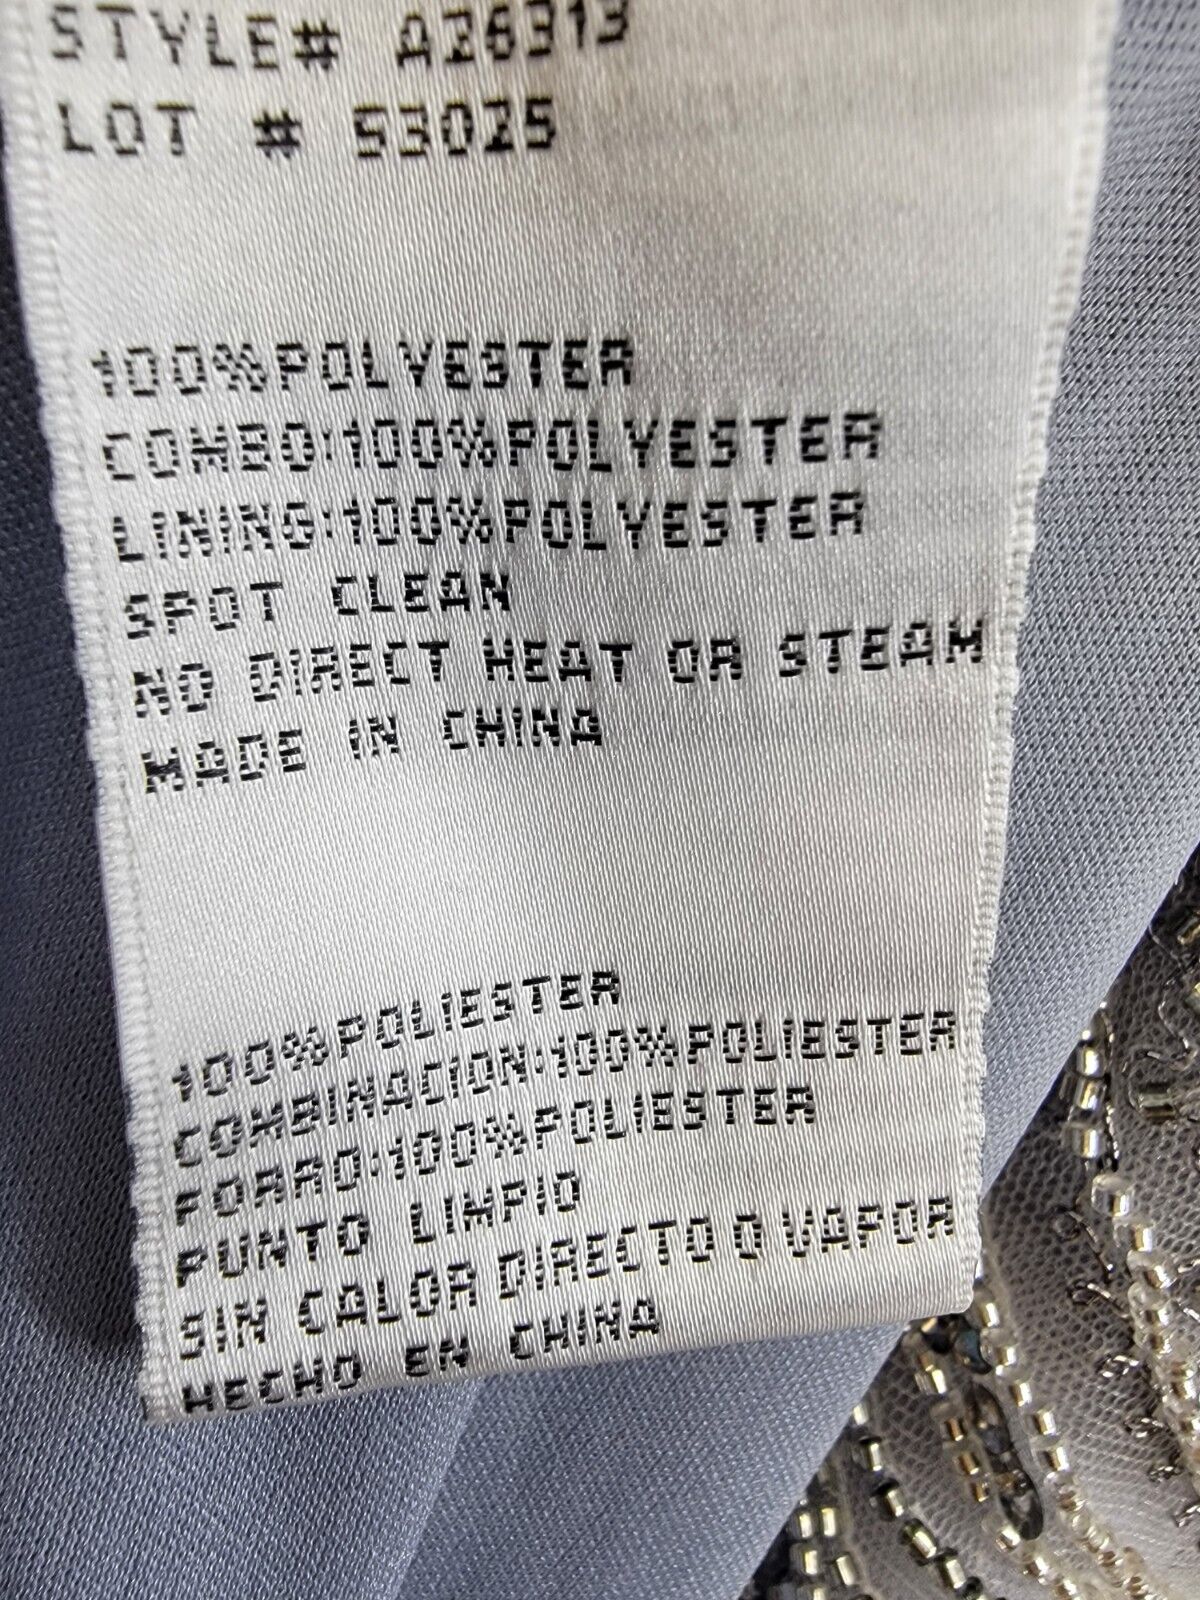 STYLE# A26313
LOT # 53025
100%POLYESTER
COMBO:100%POLYESTER
LINING:100%POLYESTER
SPOT CLEAN
NO DIRECT HEAT OR STEAM
MADE IN CHINA
100%POLIESTER
COMBINACION:100%POLIESTER
FORRO:100%POLIESTER
PUNTO LIMPIO
SIN CALOR DIRECTO O VAPOR
HECHO EN CHINA